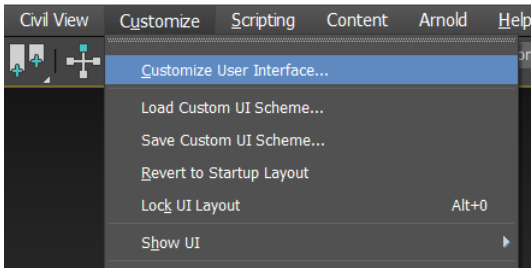 Civil View Customize Scripting Content Arnold Help
Customize User Interface...
Load Custom UI Scheme...
Save Custom UI Scheme...
Revert to Startup Layout
Lock UI Layout Alt+0
Show UI